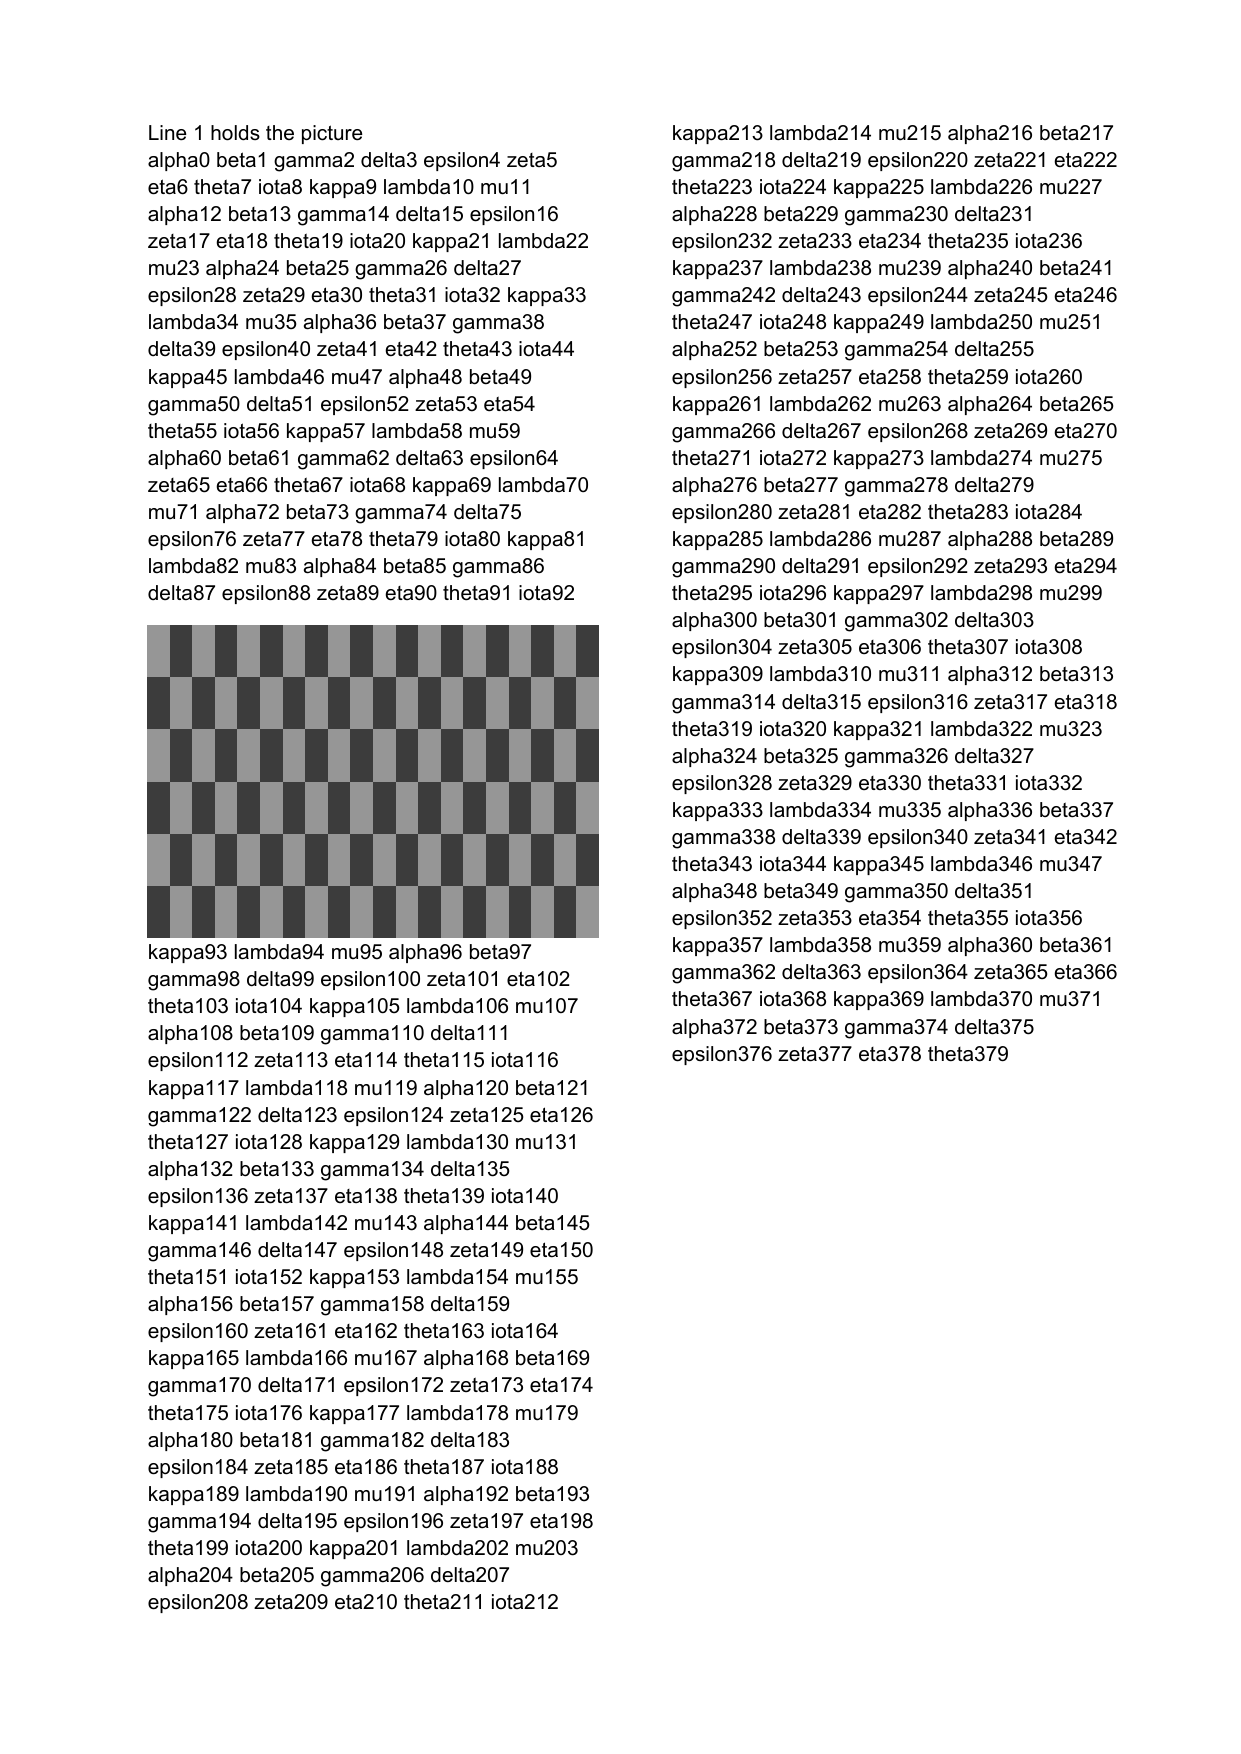 Line 1 holds the picture
alpha0 beta1 gamma2 delta3 epsilon4 zeta5
eta6 theta7 iota8 kappa9 lambda10 mu11
alpha12 beta13 gamma14 delta15 epsilon16
zeta17 eta18 theta19 iota20 kappa21 lambda22
mu23 alpha24 beta25 gamma26 delta27
epsilon28 zeta29 eta30 theta31 iota32 kappa33
lambda34 mu35 alpha36 beta37 gamma38
delta39 epsilon40 zeta41 eta42 theta43 iota44
kappa45 lambda46 mu47 alpha48 beta49
gamma50 delta51 epsilon52 zeta53 eta54
theta55 iota56 kappa57 lambda58 mu59
alpha60 beta61 gamma62 delta63 epsilon64
zeta65 eta66 theta67 iota68 kappa69 lambda70
mu71 alpha72 beta73 gamma74 delta75
epsilon76 zeta77 eta78 theta79 iota80 kappa81
lambda82 mu83 alpha84 beta85 gamma86
delta87 epsilon88 zeta89 eta90 theta91 iota92
kappa93 lambda94 mu95 alpha96 beta97
gamma98 delta99 epsilon100 zeta101 eta102
theta103 iota104 kappa105 lambda106 mu107
alpha108 beta109 gamma110 delta111
epsilon112 zeta113 eta114 theta115 iota116
kappa117 lambda118 mu119 alpha120 beta121
gamma122 delta123 epsilon124 zeta125 eta126
theta127 iota128 kappa129 lambda130 mu131
alpha132 beta133 gamma134 delta135
epsilon136 zeta137 eta138 theta139 iota140
kappa141 lambda142 mu143 alpha144 beta145
gamma146 delta147 epsilon148 zeta149 eta150
theta151 iota152 kappa153 lambda154 mu155
alpha156 beta157 gamma158 delta159
epsilon160 zeta161 eta162 theta163 iota164
kappa165 lambda166 mu167 alpha168 beta169
gamma170 delta171 epsilon172 zeta173 eta174
theta175 iota176 kappa177 lambda178 mu179
alpha180 beta181 gamma182 delta183
epsilon184 zeta185 eta186 theta187 iota188
kappa189 lambda190 mu191 alpha192 beta193
gamma194 delta195 epsilon196 zeta197 eta198
theta199 iota200 kappa201 lambda202 mu203
alpha204 beta205 gamma206 delta207
epsilon208 zeta209 eta210 theta211 iota212
kappa213 lambda214 mu215 alpha216 beta217
gamma218 delta219 epsilon220 zeta221 eta222
theta223 iota224 kappa225 lambda226 mu227
alpha228 beta229 gamma230 delta231
epsilon232 zeta233 eta234 theta235 iota236
kappa237 lambda238 mu239 alpha240 beta241
gamma242 delta243 epsilon244 zeta245 eta246
theta247 iota248 kappa249 lambda250 mu251
alpha252 beta253 gamma254 delta255
epsilon256 zeta257 eta258 theta259 iota260
kappa261 lambda262 mu263 alpha264 beta265
gamma266 delta267 epsilon268 zeta269 eta270
theta271 iota272 kappa273 lambda274 mu275
alpha276 beta277 gamma278 delta279
epsilon280 zeta281 eta282 theta283 iota284
kappa285 lambda286 mu287 alpha288 beta289
gamma290 delta291 epsilon292 zeta293 eta294
theta295 iota296 kappa297 lambda298 mu299
alpha300 beta301 gamma302 delta303
epsilon304 zeta305 eta306 theta307 iota308
kappa309 lambda310 mu311 alpha312 beta313
gamma314 delta315 epsilon316 zeta317 eta318
theta319 iota320 kappa321 lambda322 mu323
alpha324 beta325 gamma326 delta327
epsilon328 zeta329 eta330 theta331 iota332
kappa333 lambda334 mu335 alpha336 beta337
gamma338 delta339 epsilon340 zeta341 eta342
theta343 iota344 kappa345 lambda346 mu347
alpha348 beta349 gamma350 delta351
epsilon352 zeta353 eta354 theta355 iota356
kappa357 lambda358 mu359 alpha360 beta361
gamma362 delta363 epsilon364 zeta365 eta366
theta367 iota368 kappa369 lambda370 mu371
alpha372 beta373 gamma374 delta375
epsilon376 zeta377 eta378 theta379